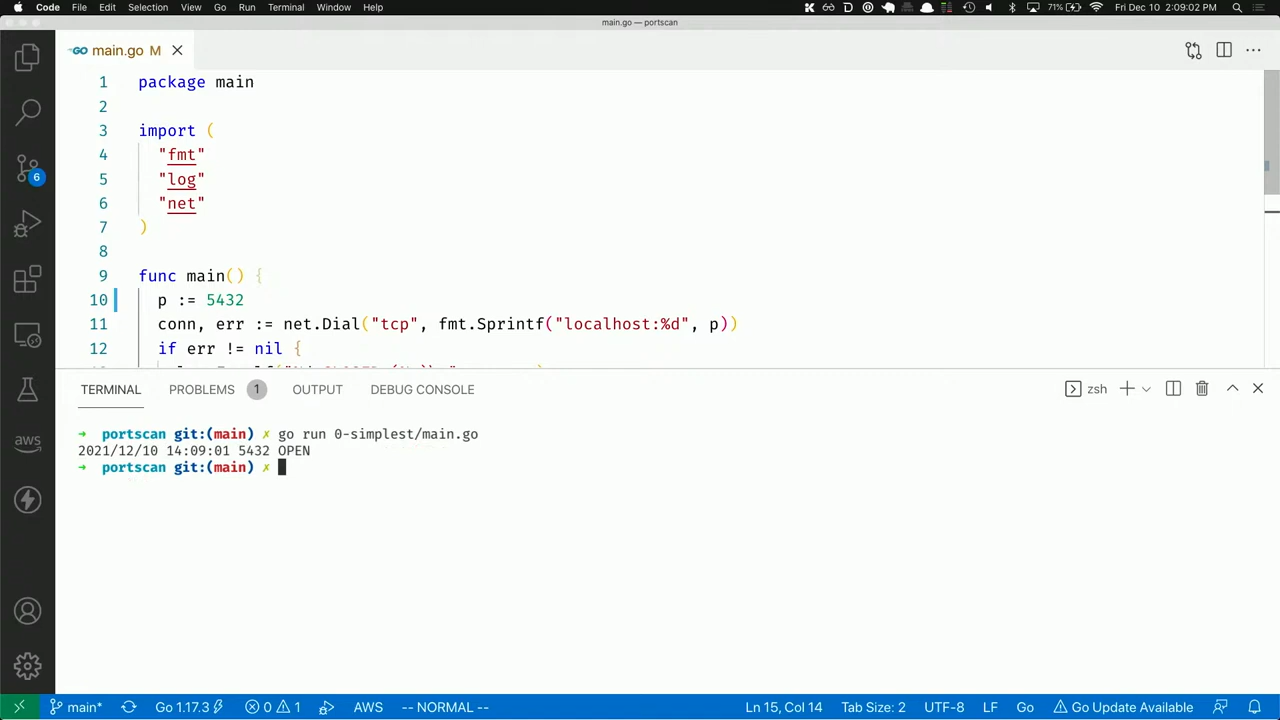 Code File Edit Selection View Go Run Terminal Window Help
71% Fri Dec 10 2:09:02 PM
main.go — portscan
GO main.go M
1 package main
2
3 import (
4 "fmt"
5 "log"
6 "net"
7 )
8
9 func main() {
10 p := 5432
11 conn, err := net.Dial("tcp", fmt.Sprintf("localhost:%d", p))
12 if err != nil {
6
aws
TERMINAL PROBLEMS 1 OUTPUT DEBUG CONSOLE zsh
➜ portscan git:(main) ✗ go run 0-simplest/main.go
2021/12/10 14:09:01 5432 OPEN
➜ portscan git:(main) ✗
main* Go 1.17.3 0 1 AWS -- NORMAL -- Ln 15, Col 14 Tab Size: 2 UTF-8 LF Go Go Update Available